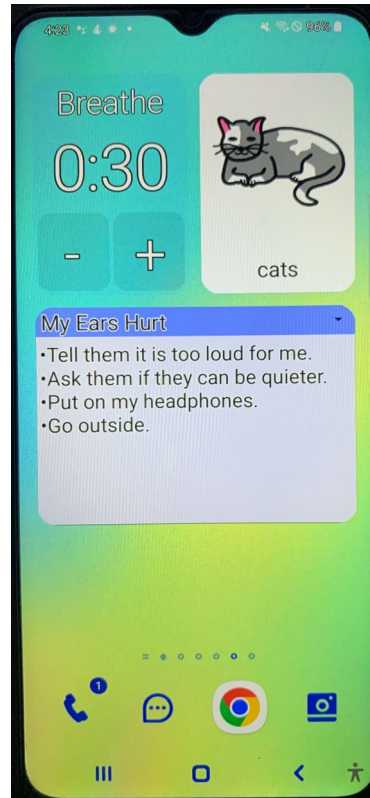 4:23 96%
Breathe
0:30
- +
cats
My Ears Hurt
•Tell them it is too loud for me.
•Ask them if they can be quieter.
•Put on my headphones.
•Go outside.
1